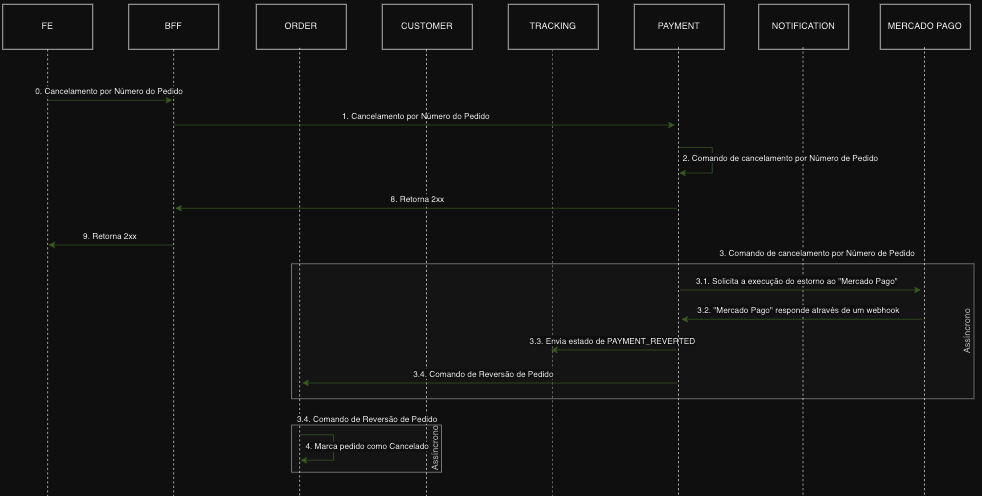 FE
BFF
ORDER
CUSTOMER
TRACKING
PAYMENT
NOTIFICATION
MERCADO PAGO
0. Cancelamento por Número do Pedido
1. Cancelamento por Número do Pedido
2. Comando de cancelamento por Número de Pedido
8. Retorna 2xx
9. Retorna 2xx
3. Comando de cancelamento por Número de Pedido
3.1. Solicita a execução do estorno ao "Mercado Pago"
3.2. "Mercado Pago" responde através de um webhook
Assíncrono
3.3. Envia estado de PAYMENT_REVERTED
3.4. Comando de Reversão de Pedido
3.4. Comando de Reversão de Pedido
4. Marca pedido como Cancelado
Assíncrono